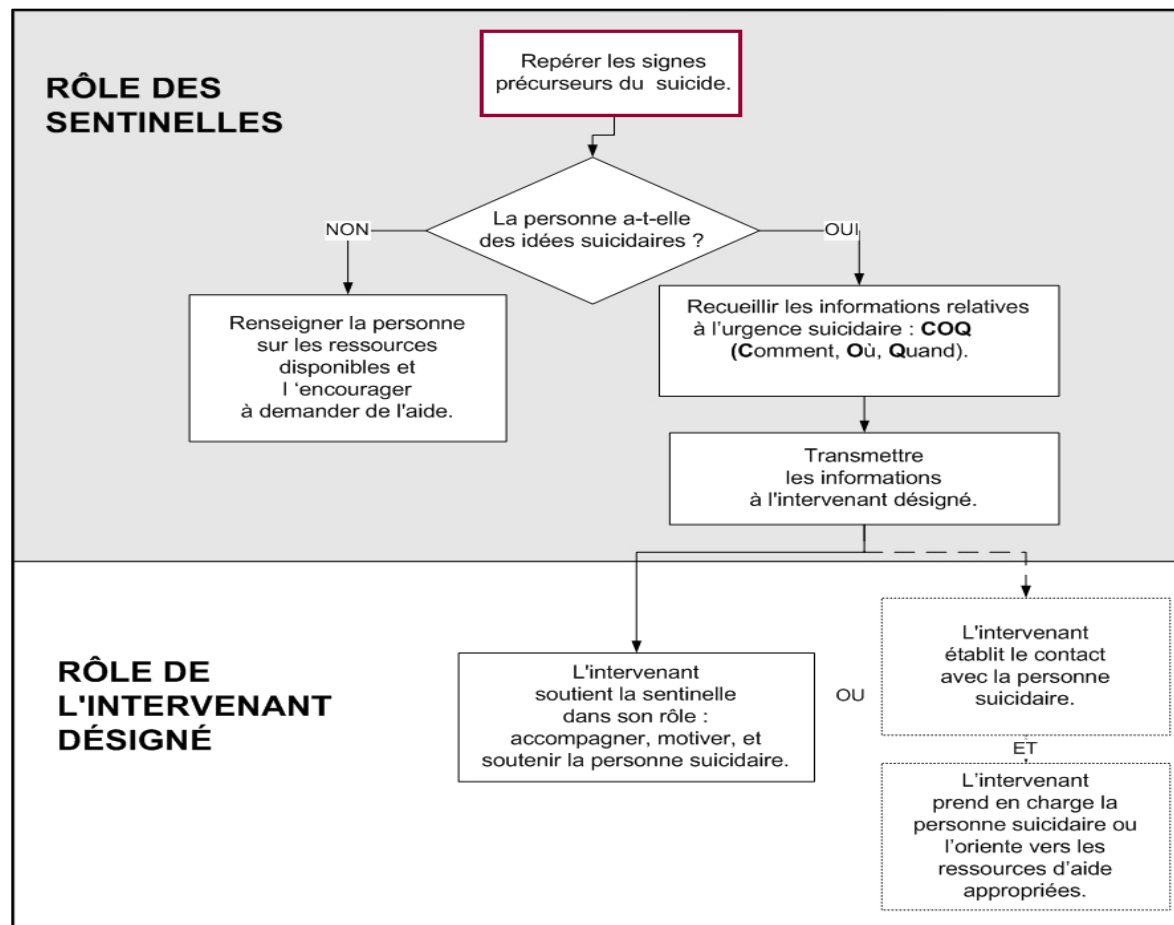 RÔLE DES
SENTINELLES
Repérer les signes
précurseurs du suicide.
La personne a-t-elle
des idées suicidaires ?
NON
OUI
Renseigner la personne
sur les ressources
disponibles et
l ‘encourager
à demander de l'aide.
Recueillir les informations relatives
à l’urgence suicidaire : COQ
(Comment, Où, Quand).
Transmettre
les informations
à l'intervenant désigné.
RÔLE DE
L'INTERVENANT
DÉSIGNÉ
L'intervenant
soutient la sentinelle
dans son rôle :
accompagner, motiver, et
soutenir la personne suicidaire.
OU
L'intervenant
établit le contact
avec la personne
suicidaire.
ET
L’intervenant
prend en charge la
personne suicidaire ou
l’oriente vers les
ressources d’aide
appropriées.